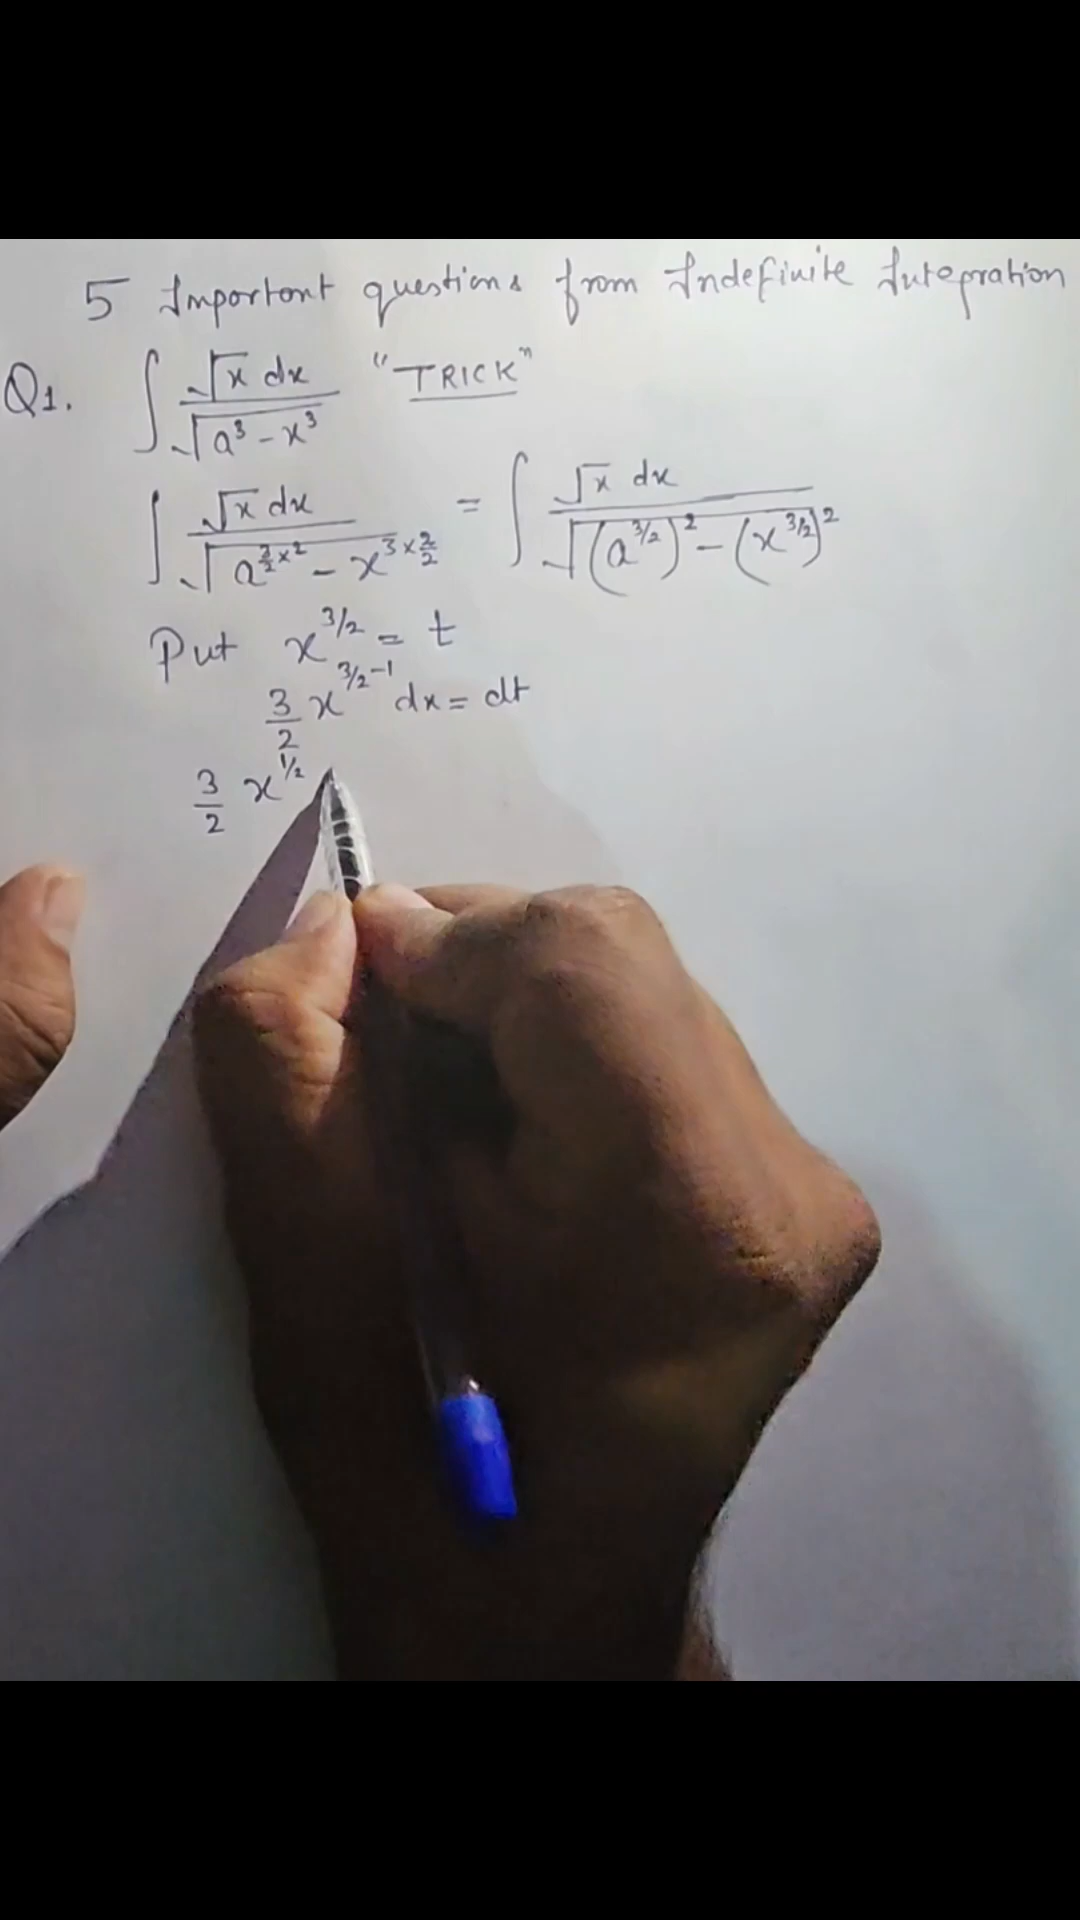 5 Important questions from Indefinite Integration
Q1. ∫ √x dx / √(a³ - x³) "TRICK"
∫ √x dx / √(a^(3/2 × 2) - x^(3 × 2/2)) = ∫ √x dx / √((a^(3/2))² - (x^(3/2))²)
Put x^(3/2) = t
3/2 x^(3/2 - 1) dx = dt
3/2 x^(1/2)